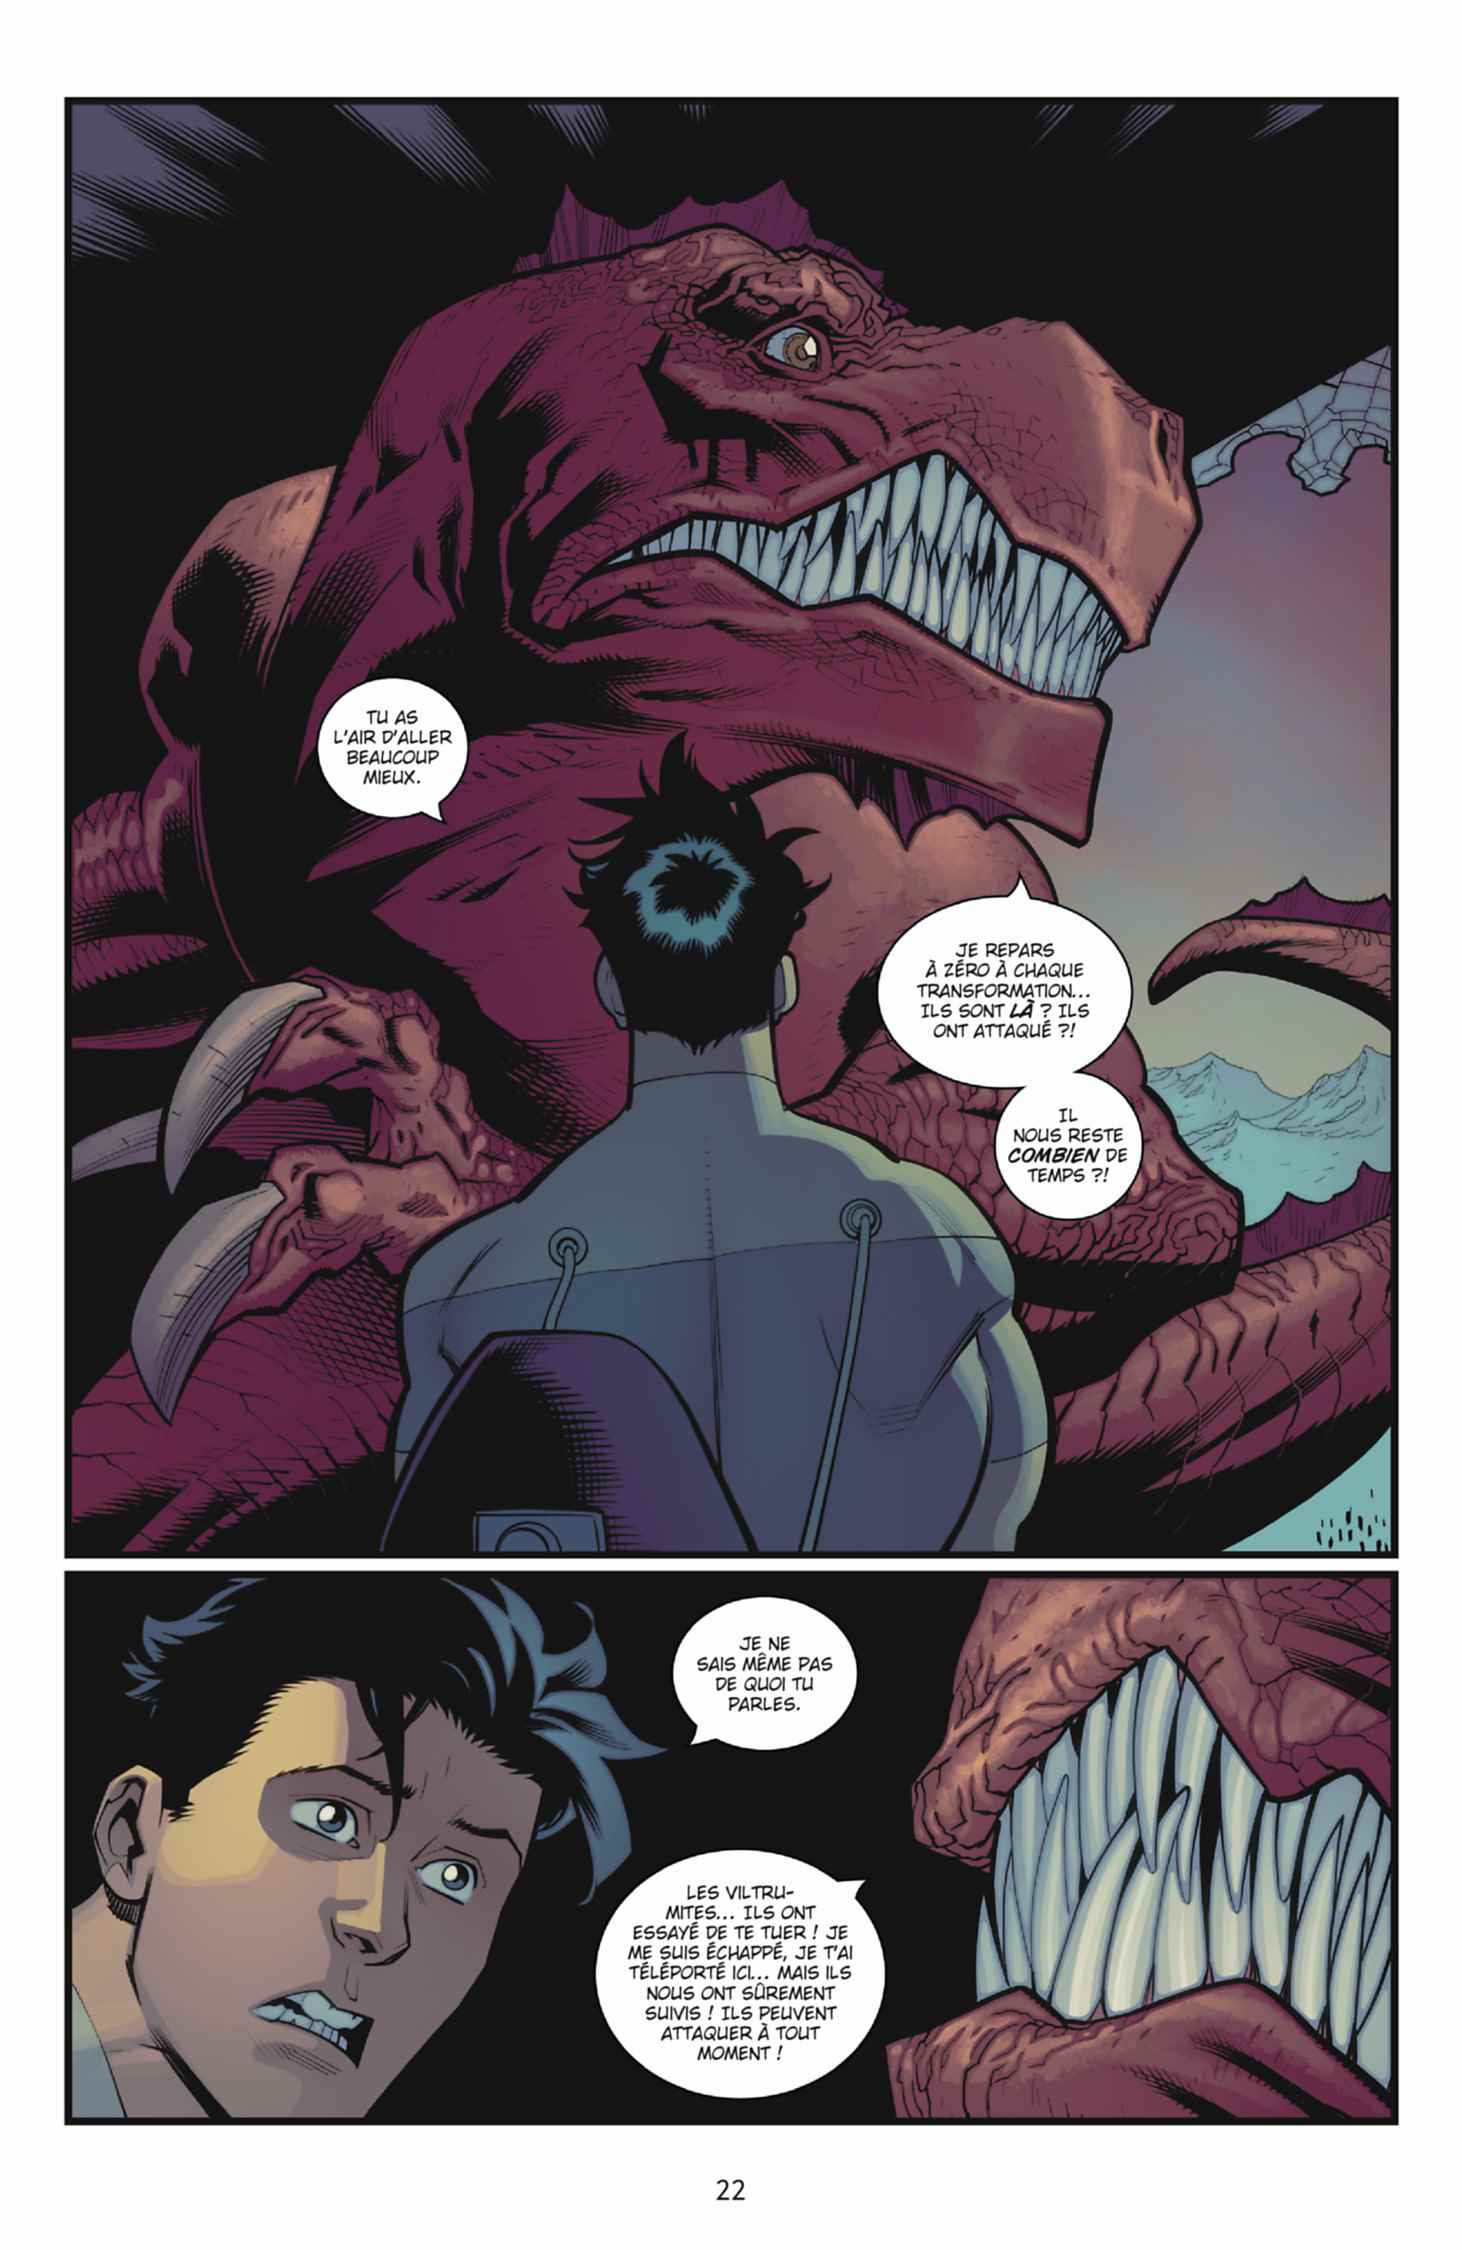 TU AS
L'AIR D'ALLER
BEAUCOUP
MIEUX.
JE REPARS
À ZÉRO À CHAQUE
TRANSFORMATION...
ILS SONT LÀ ? ILS
ONT ATTAQUÉ ?!
IL
NOUS RESTE
COMBIEN DE
TEMPS ?!
JE NE
SAIS MÊME PAS
DE QUOI TU
PARLES.
LES VILTRU-
MITES... ILS ONT
ESSAYÉ DE TE TUER ! JE
ME SUIS ÉCHAPPÉ, JE T'AI
TÉLÉPORTÉ ICI... MAIS ILS
NOUS ONT SÛREMENT
SUIVIS ! ILS PEUVENT
ATTAQUER À TOUT
MOMENT !
22